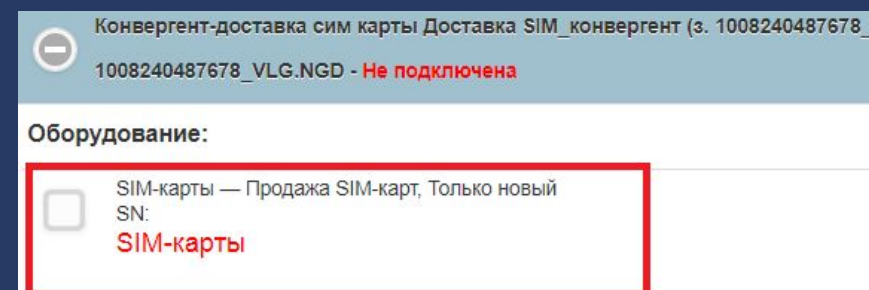 Конвергент-доставка сим карты Доставка SIM_конвергент (з. 1008240487678_
1008240487678_VLG.NGD - Не подключена
Оборудование:
SIM-карты — Продажа SIM-карт, Только новый
SN:
SIM-карты